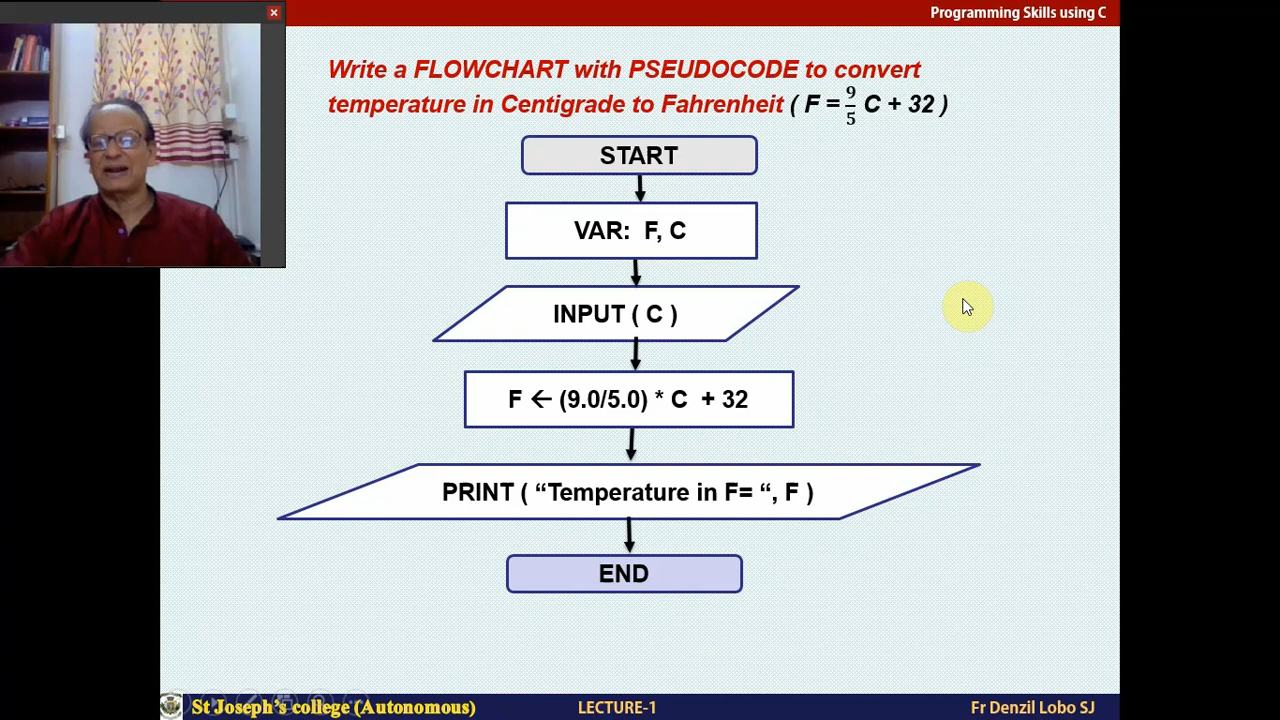 Programming Skills using C
Write a FLOWCHART with PSEUDOCODE to convert
temperature in Centigrade to Fahrenheit ( F = 9/5 C + 32 )
START
VAR: F, C
INPUT ( C )
F ← (9.0/5.0) * C + 32
PRINT ( “Temperature in F= “, F )
END
St Joseph's college (Autonomous)
LECTURE-1
Fr Denzil Lobo SJ